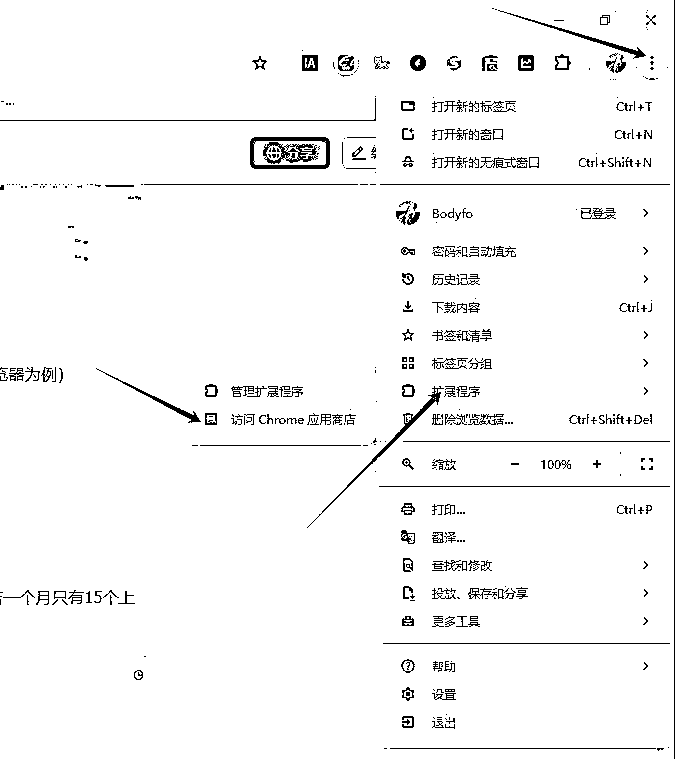 分享
打开新的标签页 Ctrl+T
打开新的窗口 Ctrl+N
打开新的无痕式窗口 Ctrl+Shift+N
Bodyfo 已登录
密码和自动填充
历史记录
下载内容 Ctrl+J
书签和清单
标签页分组
扩展程序
删除浏览数据... Ctrl+Shift+Del
管理扩展程序
访问 Chrome 应用商店
缩放 − 100% +
打印... Ctrl+P
翻译...
查找和修改
投放、保存和分享
更多工具
帮助
设置
退出
览器为例)
一个月只有15个上